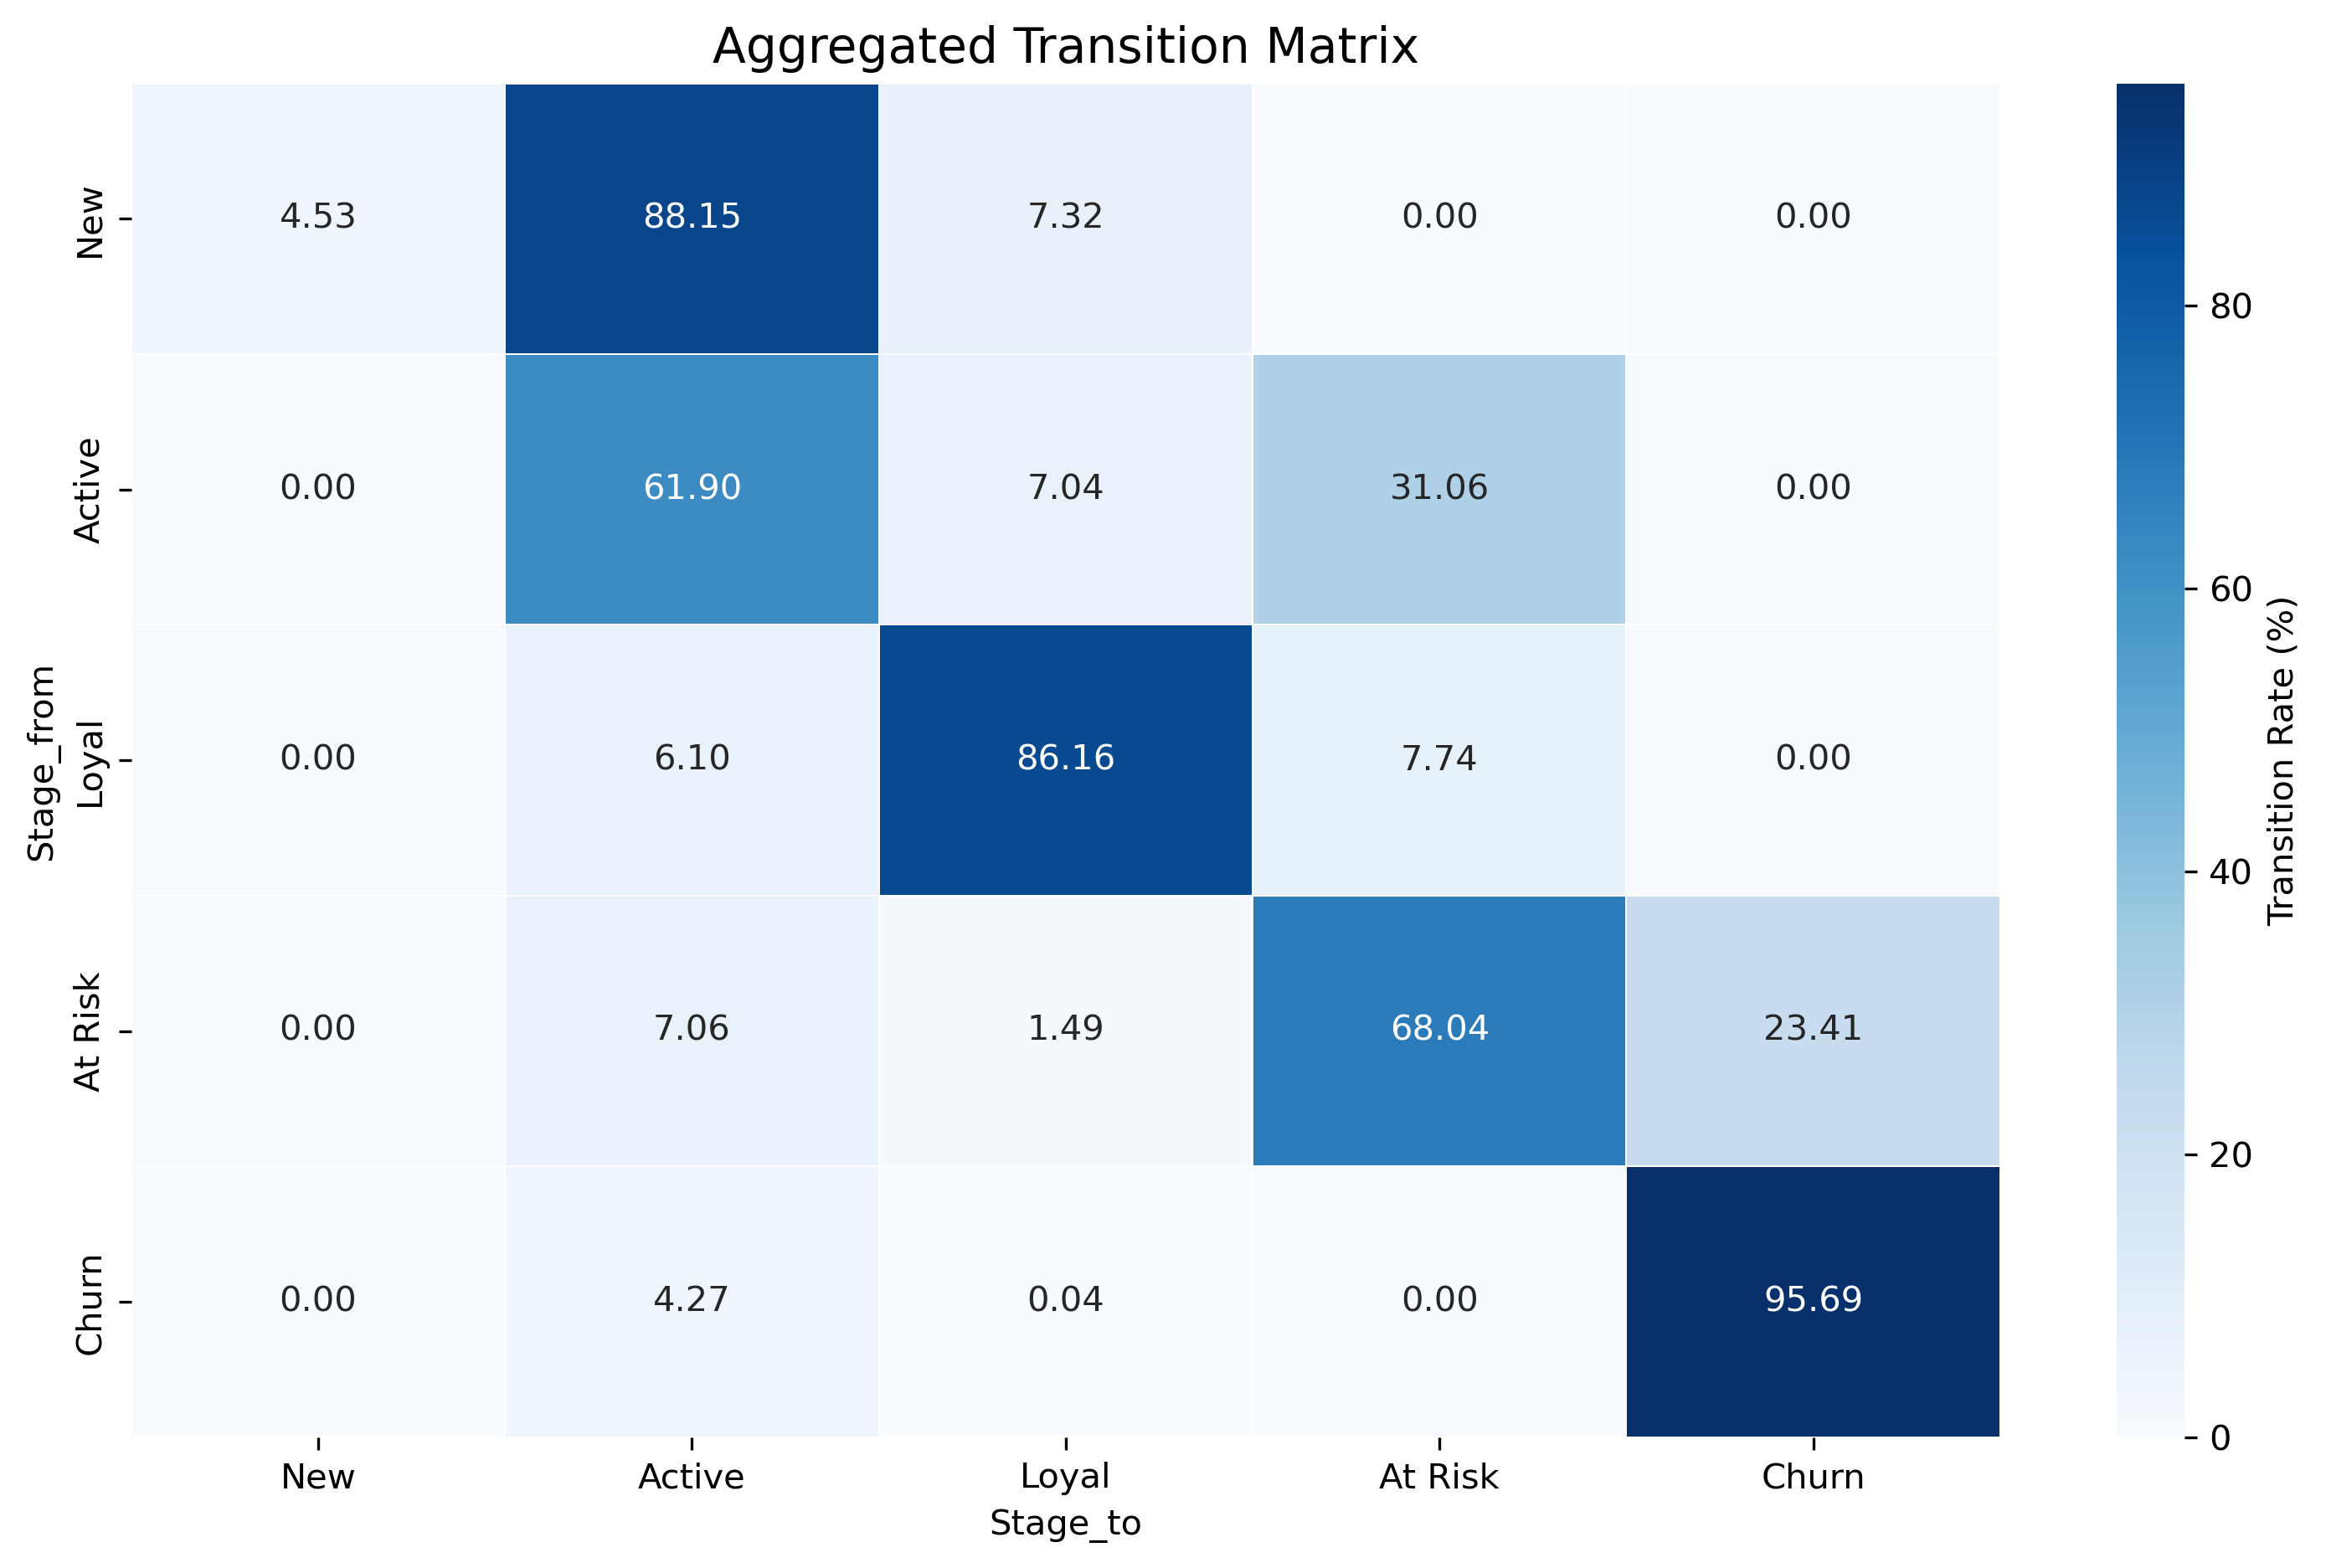 Aggregated Transition Matrix
Stage_from
New
4.53 88.15 7.32 0.00 0.00
Active
0.00 61.90 7.04 31.06 0.00
Loyal
0.00 6.10 86.16 7.74 0.00
At Risk
0.00 7.06 1.49 68.04 23.41
Churn
0.00 4.27 0.04 0.00 95.69
New Active Loyal At Risk Churn
Stage_to
80
60
40
20
0
Transition Rate (%)